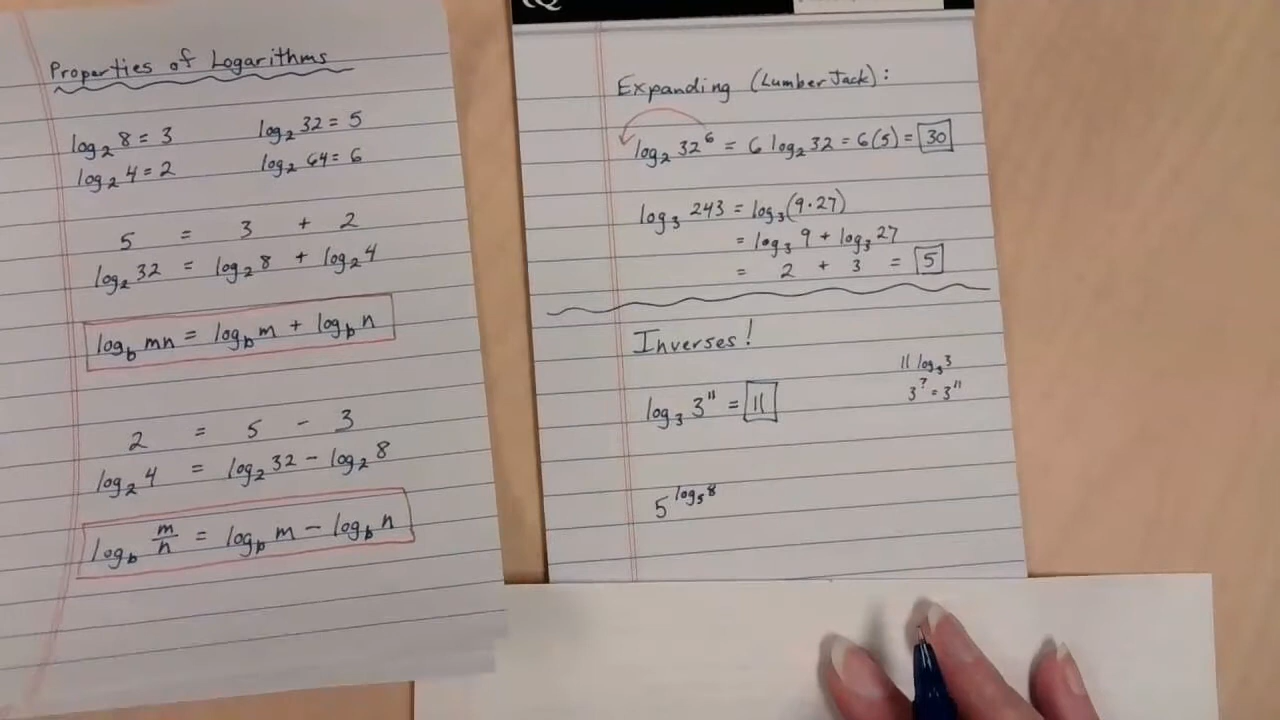 Properties of Logarithms
log₂ 8 = 3 log₂ 32 = 5
log₂ 4 = 2 log₂ 64 = 6
5 = 3 + 2
log₂ 32 = log₂ 8 + log₂ 4
log_b mn = log_b m + log_b n
2 = 5 - 3
log₂ 4 = log₂ 32 - log₂ 8
log_b m/n = log_b m - log_b n
Expanding (LumberJack):
log₂ 32⁶ = 6 log₂ 32 = 6(5) = 30
log₃ 243 = log₃(9·27)
= log₃ 9 + log₃ 27
= 2 + 3 = 5
Inverses!
11 log₃ 3
3^? = 3¹¹
log₃ 3¹¹ = 11
5^(log₅ 8)